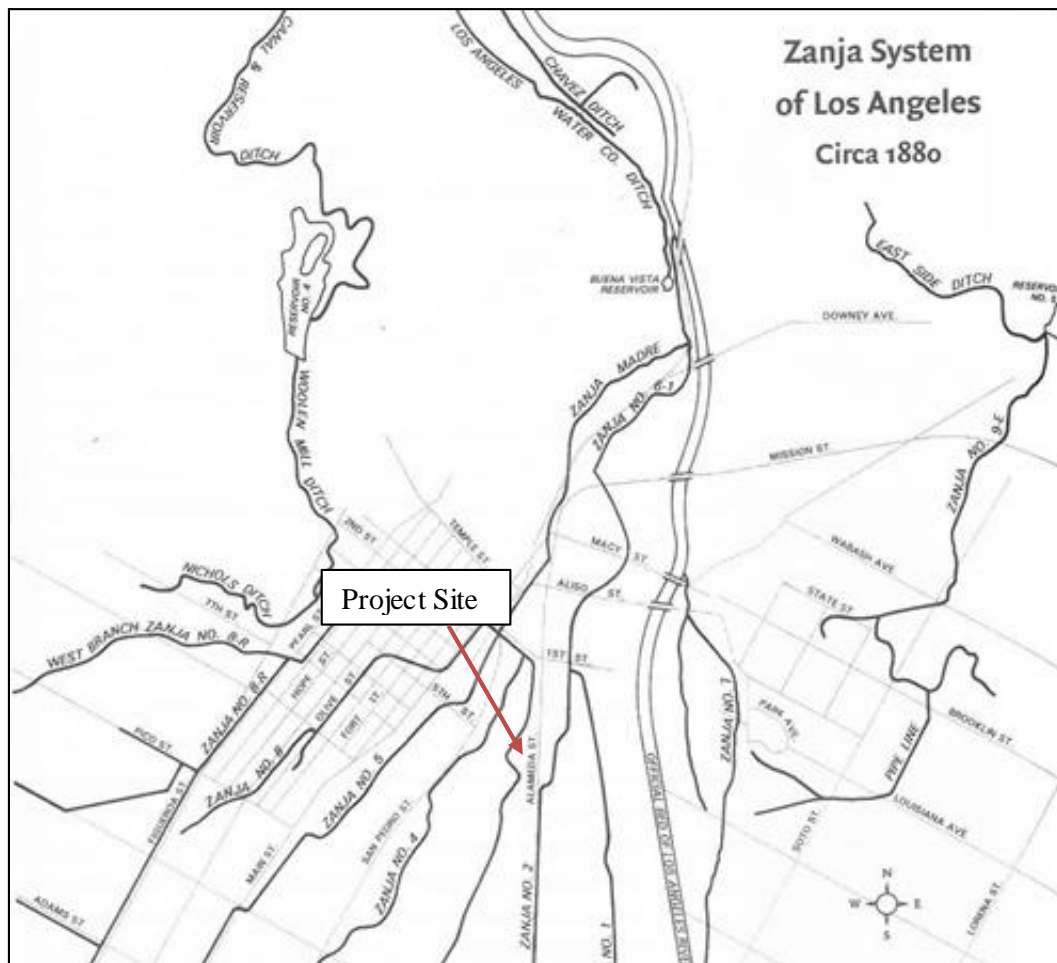 Zanja System
of Los Angeles
Circa 1880
CANAL & RESERVOIR DITCH
LOS ANGELES WATER CO. DITCH
CHAVEZ DITCH
EAST SIDE DITCH
RESERVOIR NO. 4
BUENA VISTA
RESERVOIR
DOWNEY AVE.
WOOLEN MILL DITCH
ZANJA MADRE
ZANJA NO. 6-1
MISSION ST.
ZANJA NO. 9-E
2ND ST.
TEMPLE ST.
MACY ST.
WABASH AVE
NICHOLS DITCH
Project Site
ALISO ST.
STATE ST.
7TH ST.
PEARL ST.
WEST BRANCH ZANJA NO. 8-R
HOPE ST.
OLIVE ST.
FORT ST.
5TH ST.
1ST ST.
ZANJA NO. 8-R
PICO ST.
ZANJA NO. 8
ZANJA NO. 5
ALAMEDA ST.
ZANJA NO. 7
PARK AVE
BROOKLIN ST.
PIPE LINE
LOUISIANA AVE
FIGUEROA ST.
MAIN ST.
SAN PEDRO ST.
ZANJA NO. 4
ZANJA NO. 2
NO. 1
OFFICIAL BED OF LOS ANGELES
SOTO ST.
LORENA ST.
ADAMS ST.
N
W E
S